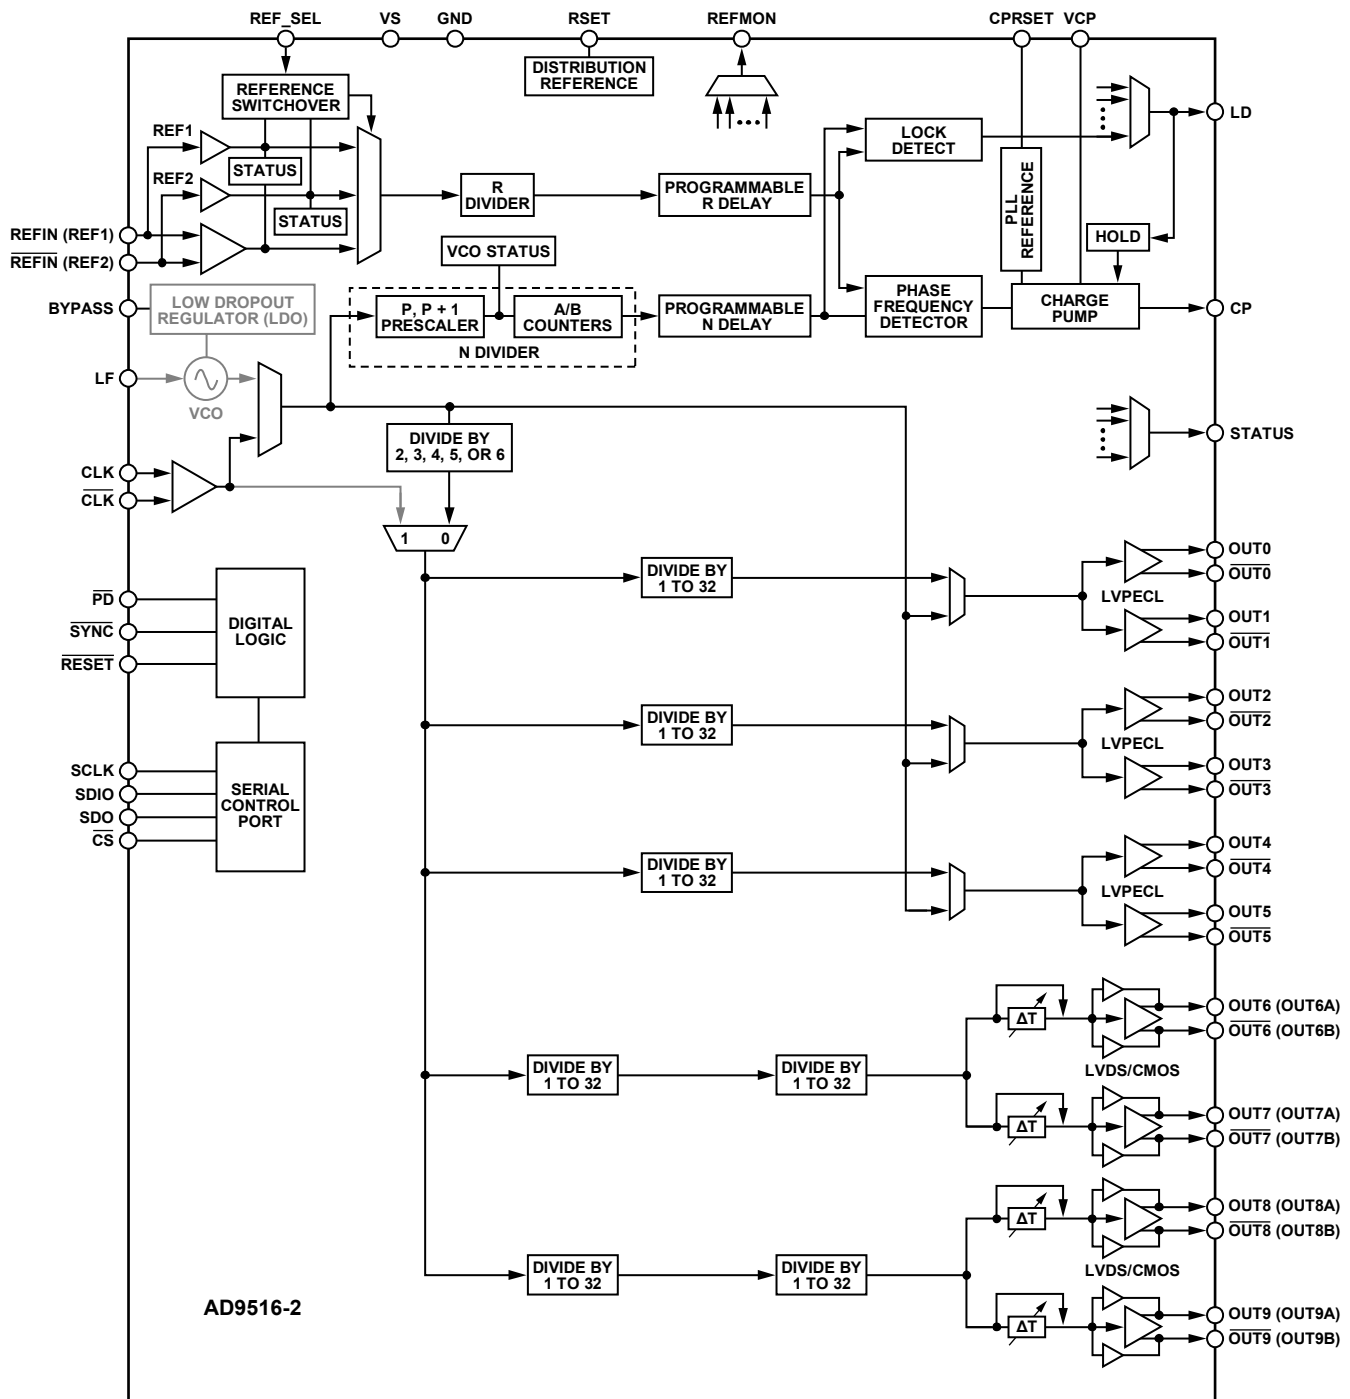 REF_SEL
VS
GND
RSET
REFMON
CPRSET
VCP
REFERENCE
SWITCHOVER
DISTRIBUTION
REFERENCE
REF1
STATUS
REF2
STATUS
REFIN (REF1)
REFIN (REF2)
BYPASS
LF
CLK
CLK
LOW DROPOUT
REGULATOR (LDO)
VCO
R
DIVIDER
VCO STATUS
P, P + 1
PRESCALER
A/B
COUNTERS
N DIVIDER
PROGRAMMABLE
R DELAY
PROGRAMMABLE
N DELAY
LOCK
DETECT
PHASE
FREQUENCY
DETECTOR
PLL
REFERENCE
HOLD
CHARGE
PUMP
LD
CP
STATUS
DIVIDE BY
2, 3, 4, 5, OR 6
1 0
PD
SYNC
RESET
DIGITAL
LOGIC
SCLK
SDIO
SDO
CS
SERIAL
CONTROL
PORT
DIVIDE BY
1 TO 32
LVPECL
OUT0
OUT0
OUT1
OUT1
DIVIDE BY
1 TO 32
LVPECL
OUT2
OUT2
OUT3
OUT3
DIVIDE BY
1 TO 32
LVPECL
OUT4
OUT4
OUT5
OUT5
DIVIDE BY
1 TO 32
DIVIDE BY
1 TO 32
ΔT
ΔT
LVDS/CMOS
OUT6 (OUT6A)
OUT6 (OUT6B)
OUT7 (OUT7A)
OUT7 (OUT7B)
DIVIDE BY
1 TO 32
DIVIDE BY
1 TO 32
ΔT
ΔT
LVDS/CMOS
OUT8 (OUT8A)
OUT8 (OUT8B)
OUT9 (OUT9A)
OUT9 (OUT9B)
AD9516-2